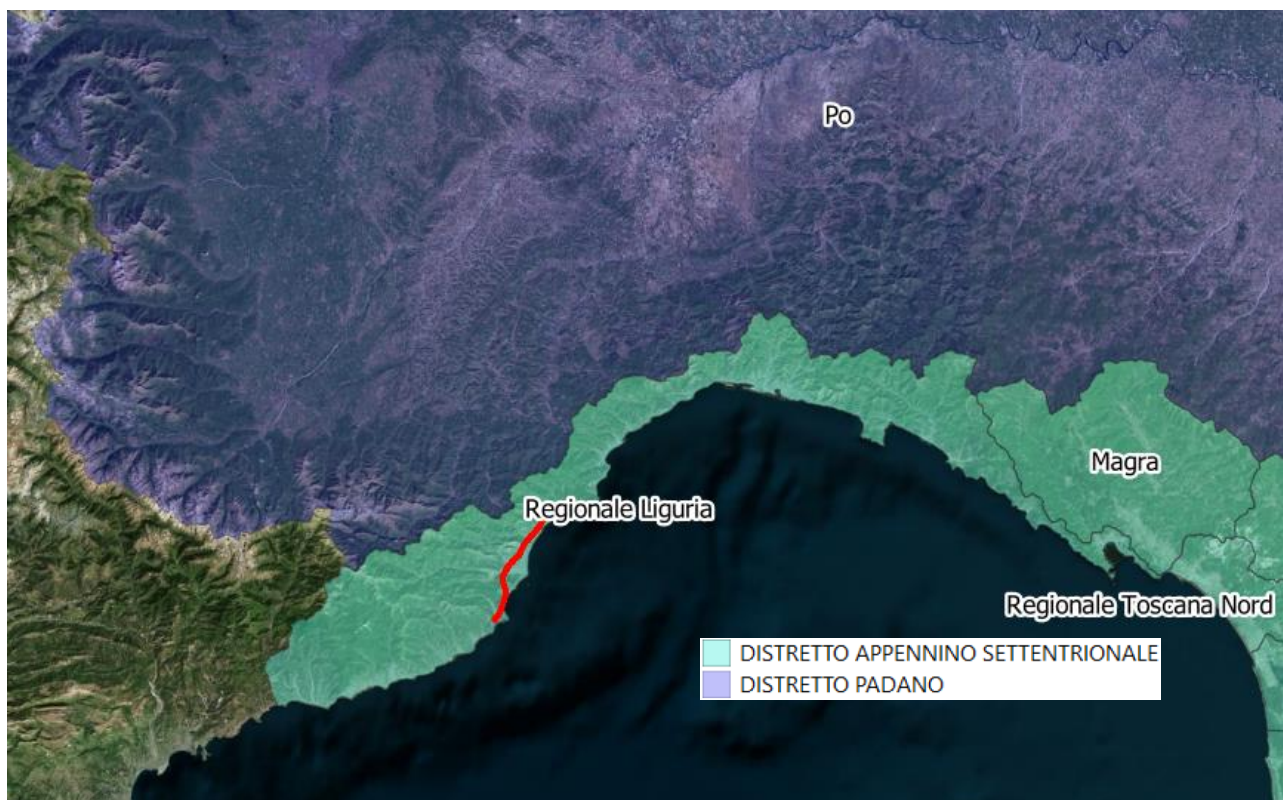 Po
Magra
Regionale Liguria
Regionale Toscana Nord
DISTRETTO APPENNINO SETTENTRIONALE
DISTRETTO PADANO